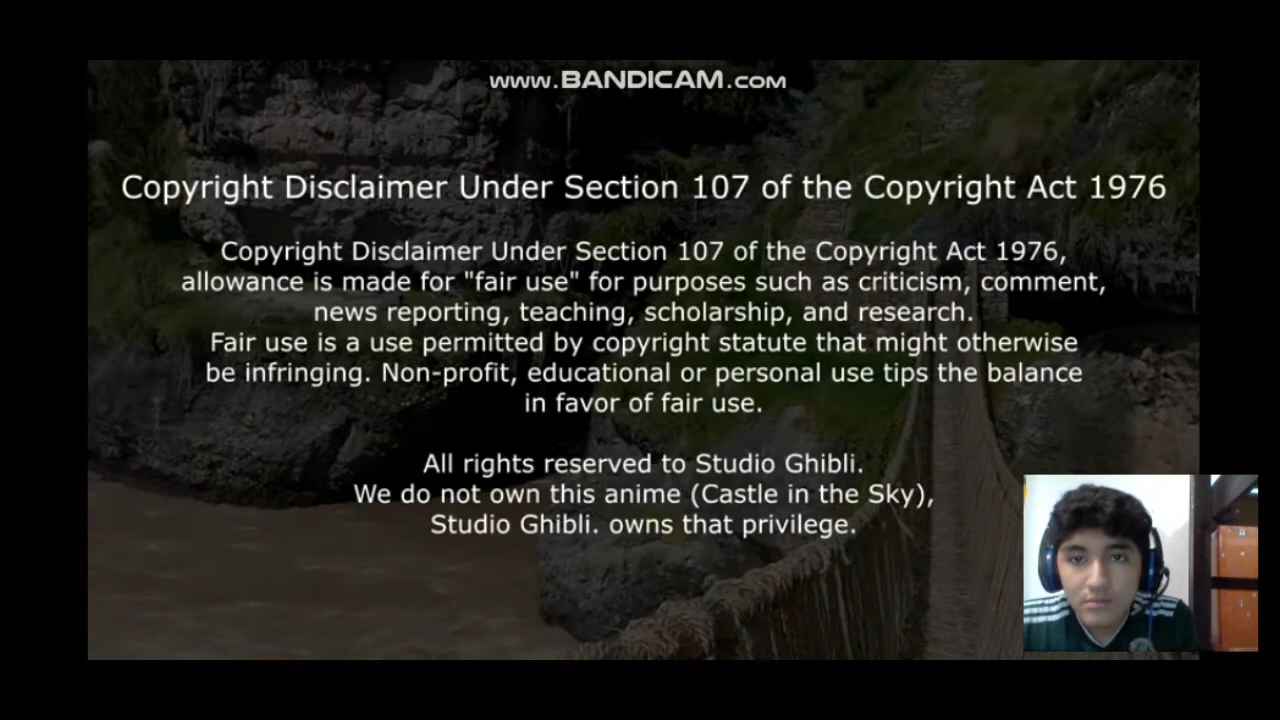 www.BANDICAM.com
Copyright Disclaimer Under Section 107 of the Copyright Act 1976
Copyright Disclaimer Under Section 107 of the Copyright Act 1976,
allowance is made for "fair use" for purposes such as criticism, comment,
news reporting, teaching, scholarship, and research.
Fair use is a use permitted by copyright statute that might otherwise
be infringing. Non-profit, educational or personal use tips the balance
in favor of fair use.
All rights reserved to Studio Ghibli.
We do not own this anime (Castle in the Sky),
Studio Ghibli. owns that privilege.